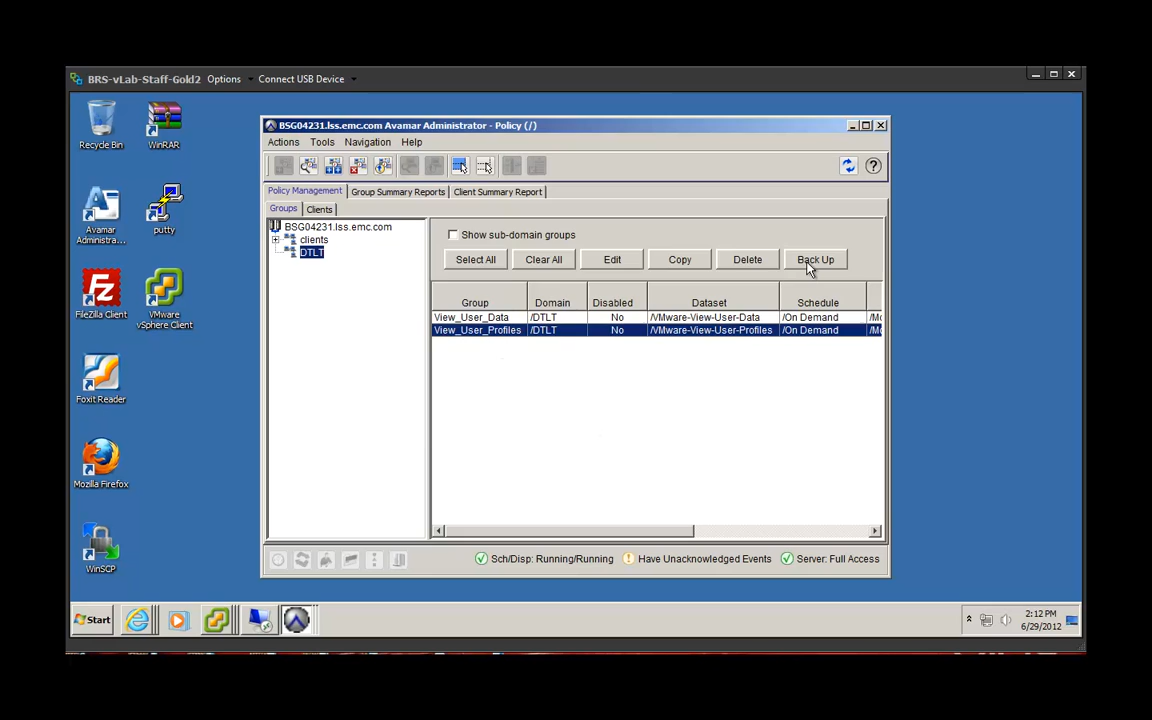 BRS-vLab-Staff-Gold2 Options Connect USB Device
Recycle Bin
WinRAR
Avamar
Administra...
putty
FileZilla Client
VMware
vSphere Client
Foxit Reader
Mozilla Firefox
WinSCP
BSG04231.lss.emc.com Avamar Administrator - Policy (/)
Actions Tools Navigation Help
Policy Management Group Summary Reports Client Summary Report
Groups Clients
BSG04231.lss.emc.com
clients
DTLT
Show sub-domain groups
Select All Clear All Edit Copy Delete Back Up
Group Domain Disabled Dataset Schedule
View_User_Data /DTLT No /VMware-View-User-Data /On Demand
View_User_Profiles /DTLT No /VMware-View-User-Profiles /On Demand
Sch/Disp: Running/Running Have Unacknowledged Events Server: Full Access
Start
2:12 PM
6/29/2012